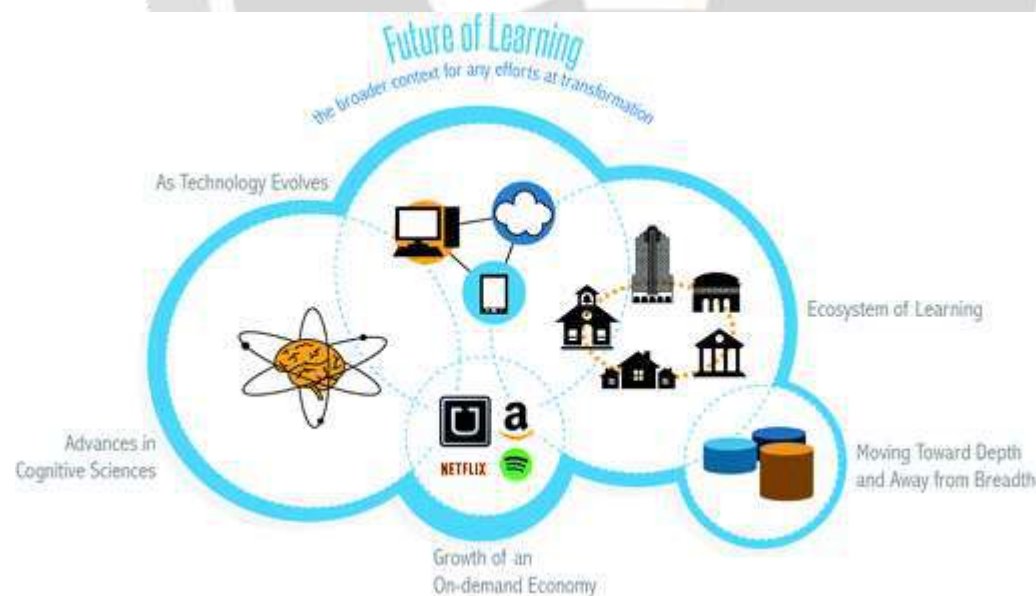 Future of Learning
the broader context for any efforts at transformation
As Technology Evolves
Ecosystem of Learning
a
NETFLIX
Advances in
Cognitive Sciences
Moving Toward Depth
and Away from Breadth
Growth of an
On-demand Economy